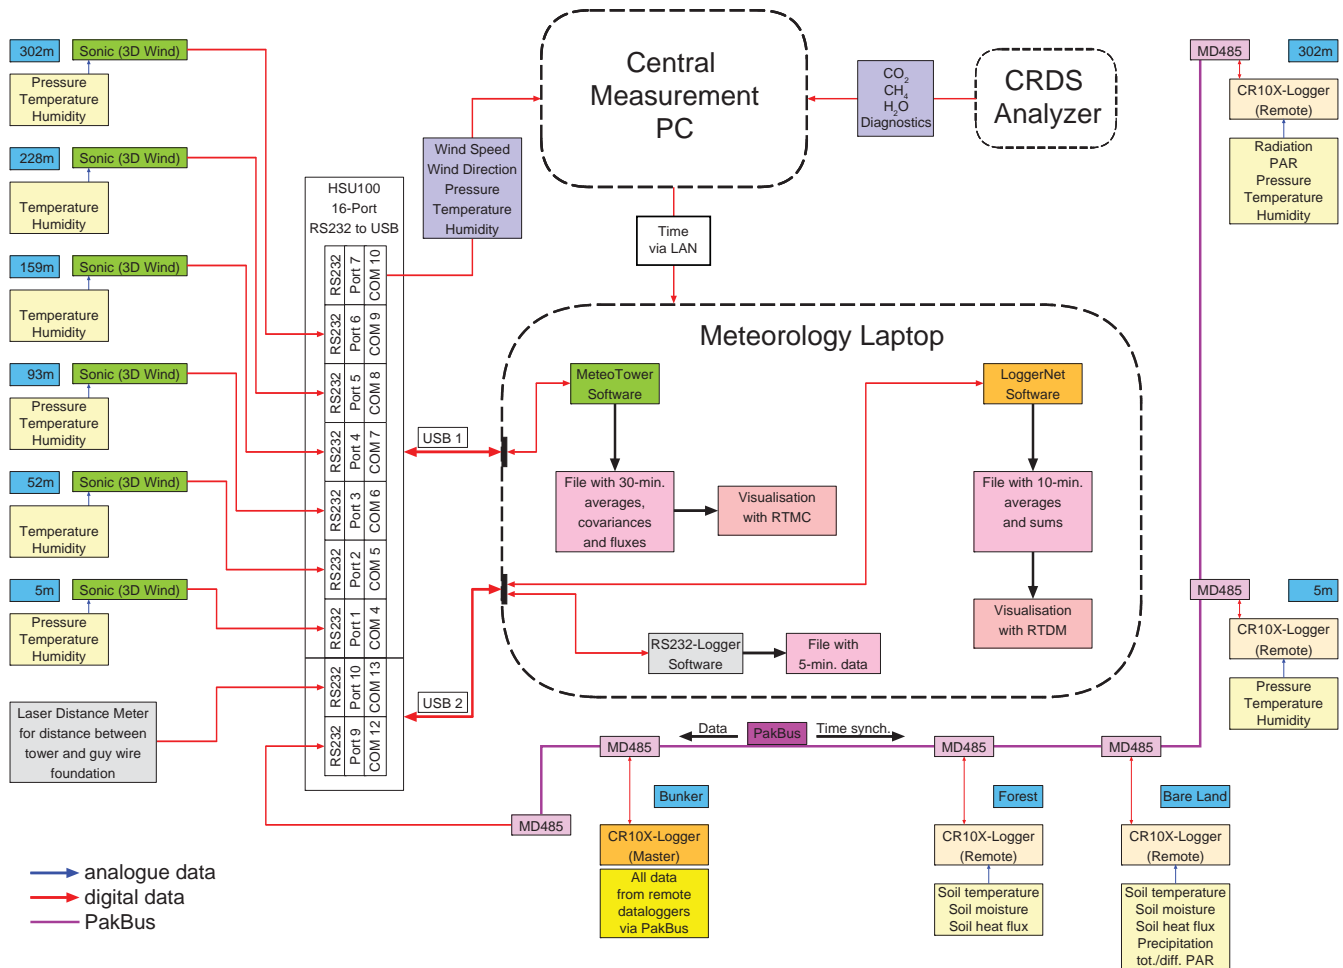 302m
Sonic (3D Wind)
Pressure
Temperature
Humidity
228m
Sonic (3D Wind)
Temperature
Humidity
159m
Sonic (3D Wind)
Temperature
Humidity
93m
Sonic (3D Wind)
Pressure
Temperature
Humidity
52m
Sonic (3D Wind)
Temperature
Humidity
5m
Sonic (3D Wind)
Pressure
Temperature
Humidity
Laser Distance Meter
for distance between
tower and guy wire
foundation
HSU100
16-Port
RS232 to USB
RS232
Port 7
COM 10
RS232
Port 6
COM 9
RS232
Port 5
COM 8
RS232
Port 4
COM 7
RS232
Port 3
COM 6
RS232
Port 2
COM 5
RS232
Port 1
COM 4
RS232
Port 10
COM 13
RS232
Port 9
COM 12
Wind Speed
Wind Direction
Pressure
Temperature
Humidity
Central
Measurement
PC
CO2
CH4
H2O
Diagnostics
CRDS
Analyzer
Time
via LAN
USB 1
USB 2
Meteorology Laptop
MeteoTower
Software
File with 30-min.
averages,
covariances
and fluxes
Visualisation
with RTMC
LoggerNet
Software
File with 10-min.
averages
and sums
Visualisation
with RTDM
RS232-Logger
Software
File with
5-min. data
MD485
302m
CR10X-Logger
(Remote)
Radiation
PAR
Pressure
Temperature
Humidity
MD485
5m
CR10X-Logger
(Remote)
Pressure
Temperature
Humidity
Data
PakBus
Time synch.
MD485
MD485
MD485
MD485
Bunker
CR10X-Logger
(Master)
All data
from remote
dataloggers
via PakBus
Forest
CR10X-Logger
(Remote)
Soil temperature
Soil moisture
Soil heat flux
Bare Land
CR10X-Logger
(Remote)
Soil temperature
Soil moisture
Soil heat flux
Precipitation
tot./diff. PAR
analogue data
digital data
PakBus